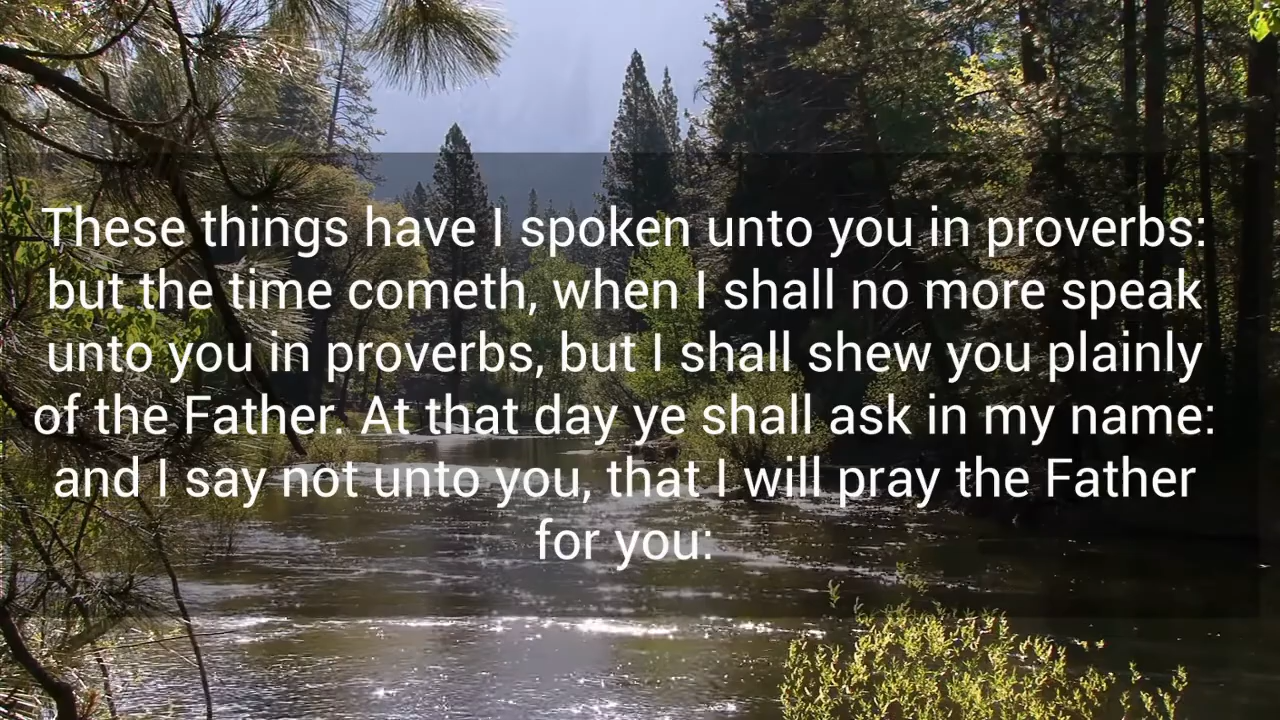 These things have I spoken unto you in proverbs:
but the time cometh, when I shall no more speak
unto you in proverbs, but I shall shew you plainly
of the Father. At that day ye shall ask in my name:
and I say not unto you, that I will pray the Father
for you: